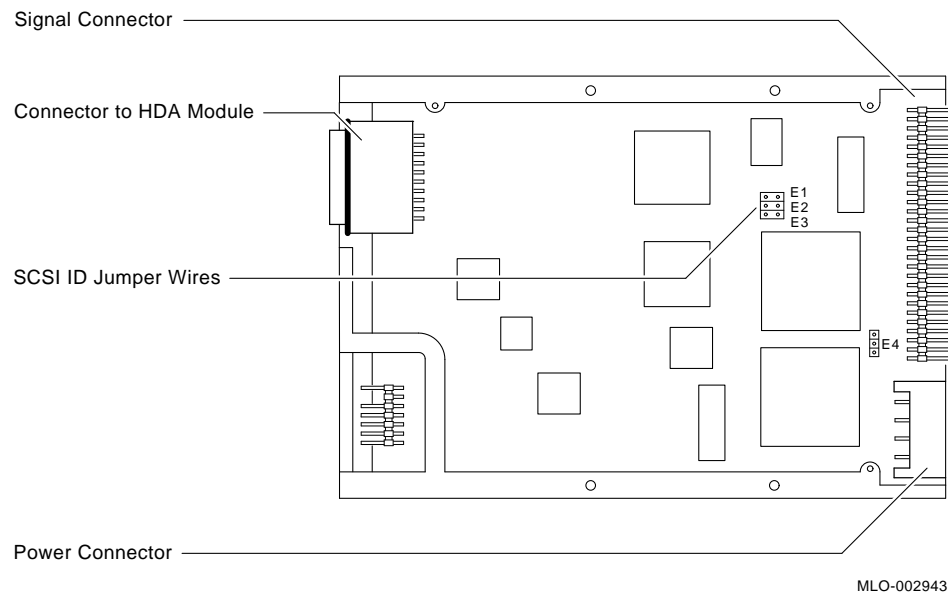 Signal Connector
Connector to HDA Module
E1
E2
E3
SCSI ID Jumper Wires
E4
Power Connector
MLO-002943